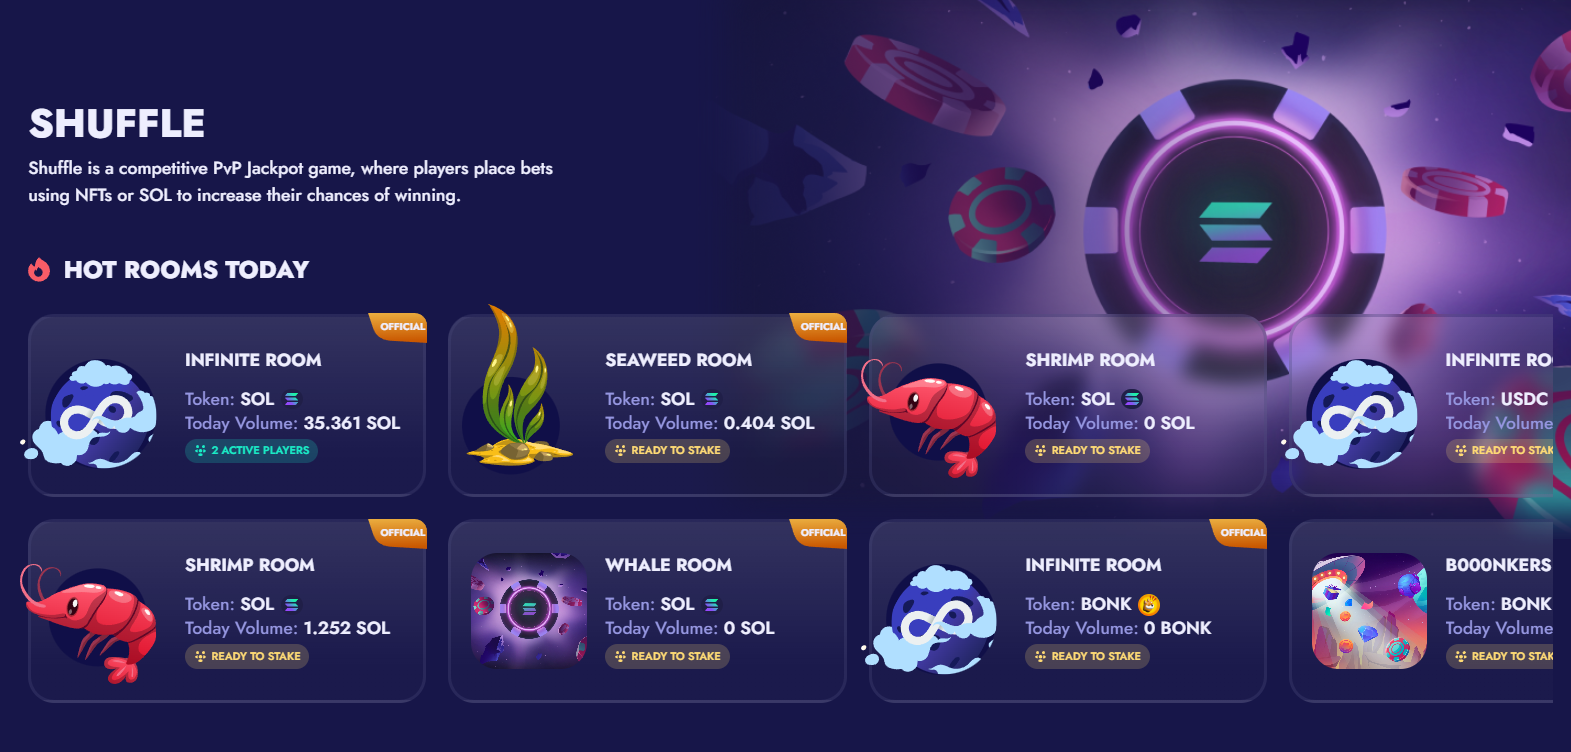 SHUFFLE
Shuffle is a competitive PvP Jackpot game, where players place bets
using NFTs or SOL to increase their chances of winning.
HOT ROOMS TODAY
OFFICIAL
INFINITE ROOM
Token: SOL
Today Volume: 35.361 SOL
2 ACTIVE PLAYERS
OFFICIAL
SEAWEED ROOM
Token: SOL
Today Volume: 0.404 SOL
READY TO STAKE
SHRIMP ROOM
Token: SOL
Today Volume: 0 SOL
READY TO STAKE
INFINITE RO
Token: USDC
Today Volume
READY TO STAK
OFFICIAL
SHRIMP ROOM
Token: SOL
Today Volume: 1.252 SOL
READY TO STAKE
OFFICIAL
WHALE ROOM
Token: SOL
Today Volume: 0 SOL
READY TO STAKE
OFFICIAL
INFINITE ROOM
Token: BONK
Today Volume: 0 BONK
READY TO STAKE
B000NKERS
Token: BONK
Today Volume
READY TO STAK